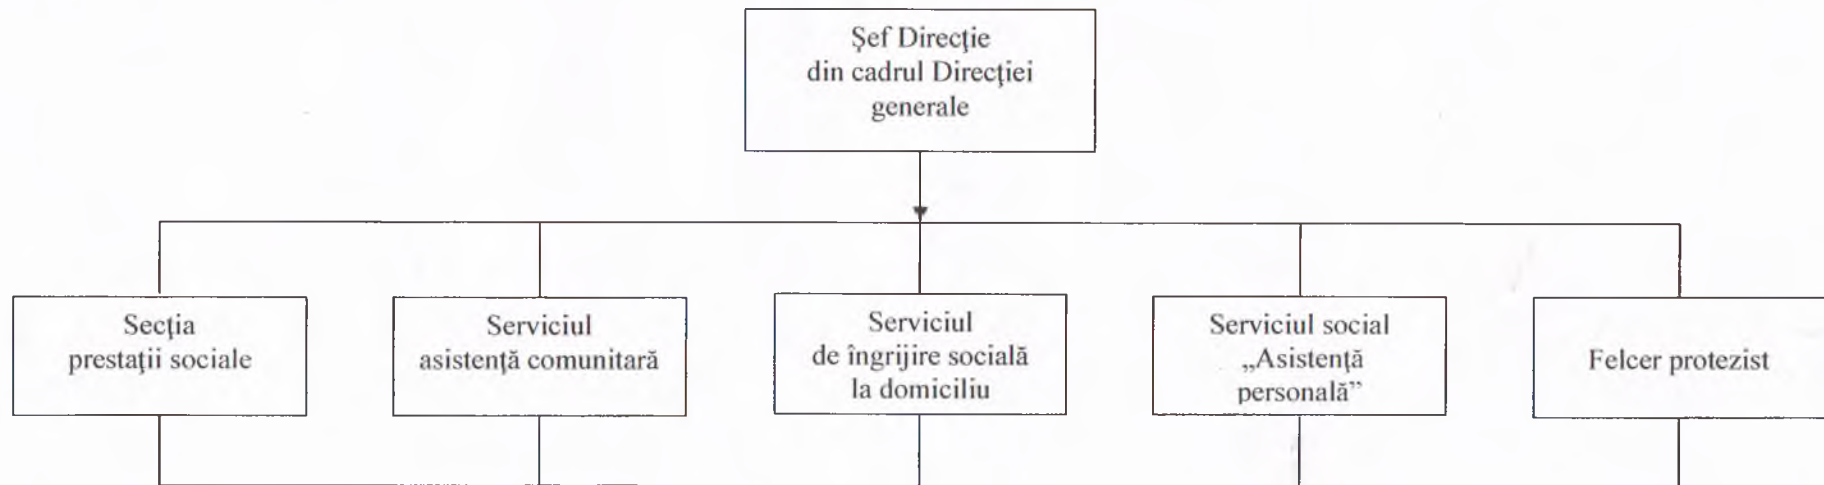 Şef Direcţie
din cadrul Direcţiei
generale
Secţia
prestaţii sociale
Serviciul
asistenţă comunitară
Serviciul
de îngrijire socială
la domiciliu
Serviciul social
„Asistenţă
personală”
Felcer protezist